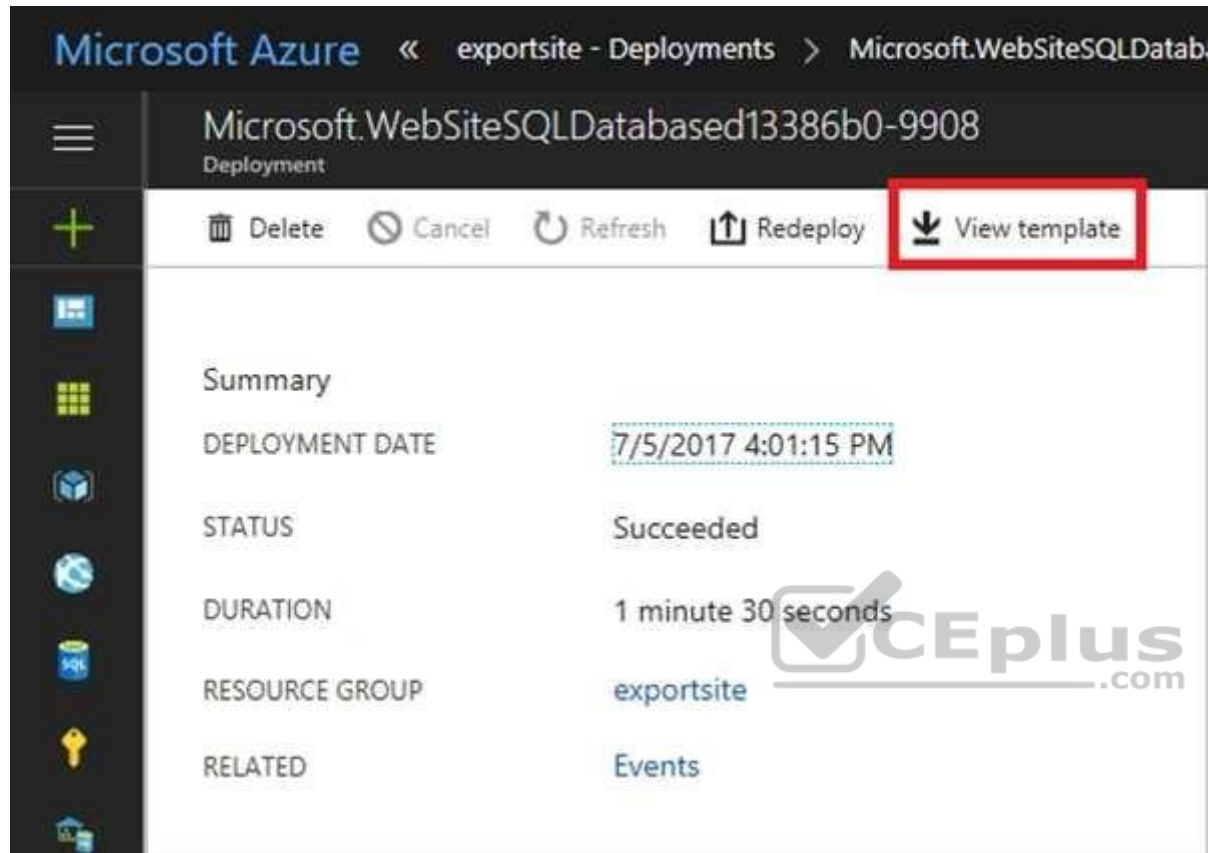 Microsoft Azure « exportsite - Deployments > Microsoft.WebSiteSQLDatab
Microsoft.WebSiteSQLDatabased13386b0-9908
Deployment
Delete Cancel Refresh Redeploy View template
Summary
DEPLOYMENT DATE 7/5/2017 4:01:15 PM
STATUS Succeeded
DURATION 1 minute 30 seconds
CEplus
.com
RESOURCE GROUP exportsite
SQL
RELATED Events